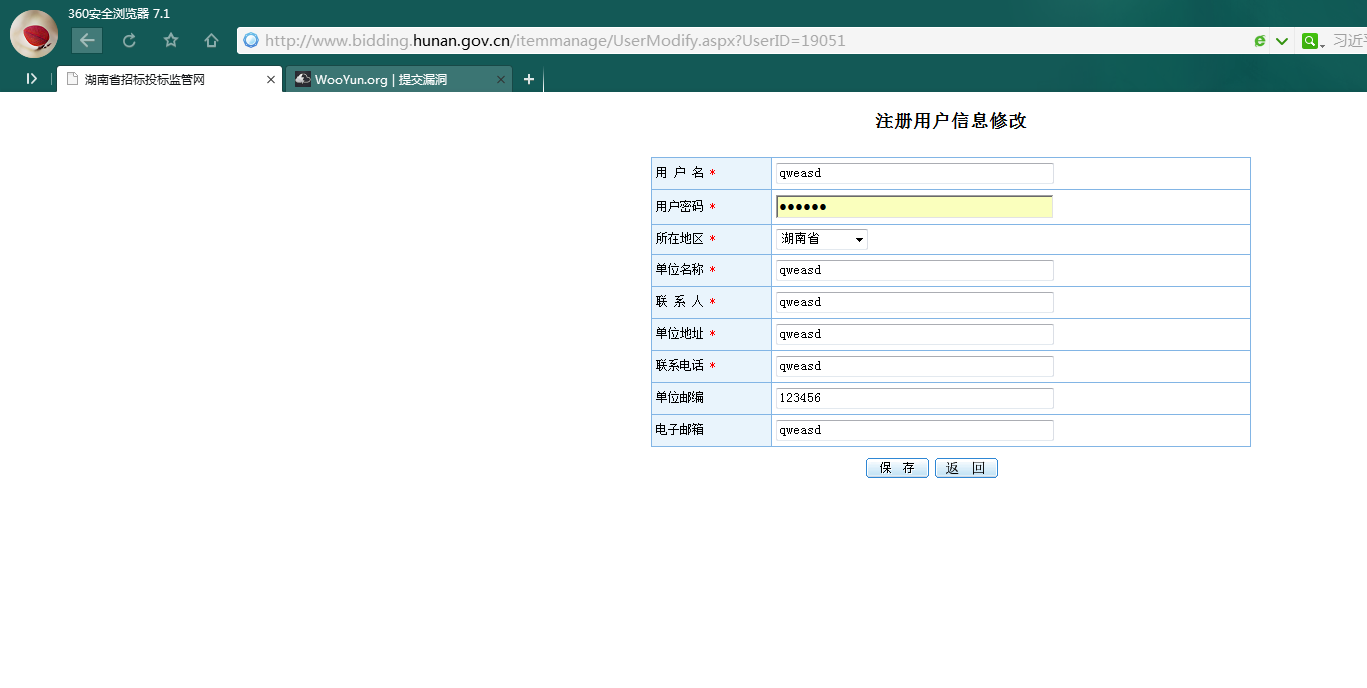 360安全浏览器 7.1
http://www.bidding.hunan.gov.cn/itemmanage/UserModify.aspx?UserID=19051
湖南省招标投标监管网
WooYun.org | 提交漏洞
注册用户信息修改
用 户 名 * qweasd
用户密码 * ●●●●●●
所在地区 * 湖南省
单位名称 * qweasd
联 系 人 * qweasd
单位地址 * qweasd
联系电话 * qweasd
单位邮编 123456
电子邮箱 qweasd
保 存 返 回